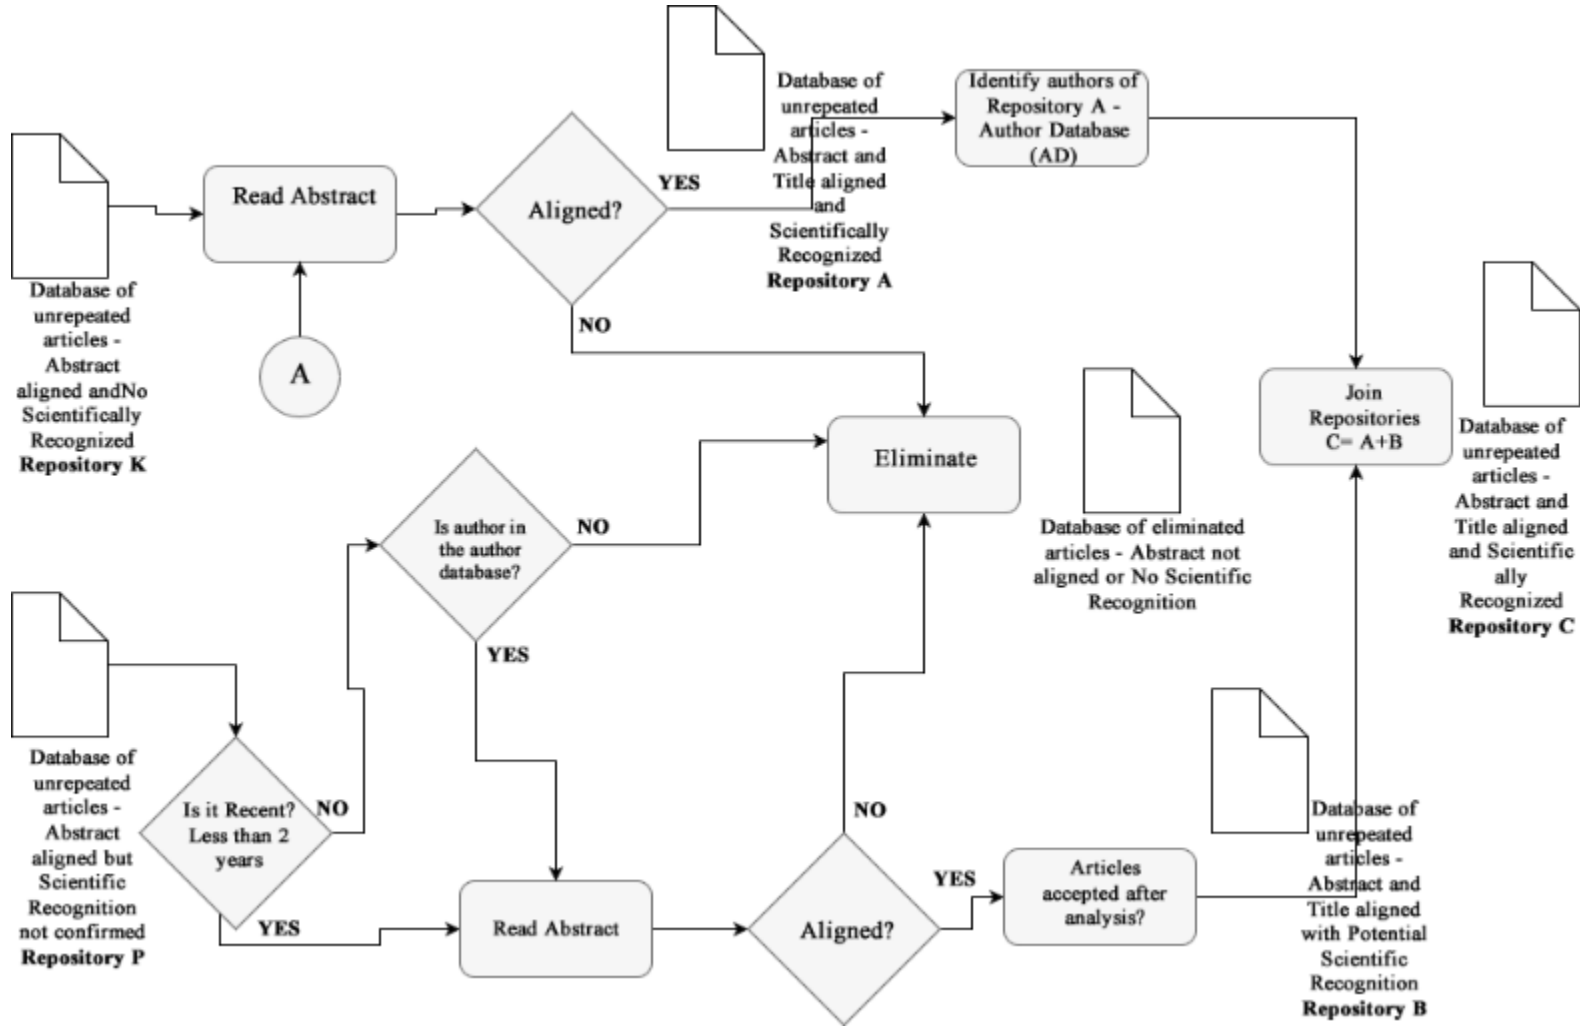 Database of
unrepeated
articles -
Abstract and
Title aligned
and
Scientifically
Recognized
Repository A
Identify authors of
Repository A -
Author Database
(AD)
Read Abstract
Aligned?
YES
NO
Database of
unrepeated
articles -
Abstract
aligned andNo
Scientifically
Recognized
Repository K
A
Eliminate
Join
Repositories
C= A+B
Database of
unrepeated
articles -
Abstract and
Title aligned
and Scientific
ally
Recognized
Repository C
Is author in
the author
database?
NO
YES
Database of eliminated
articles - Abstract not
aligned or No Scientific
Recognition
Database of
unrepeated
articles -
Abstract
aligned but
Scientific
Recognition
not confirmed
Repository P
Is it Recent?
Less than 2
years
NO
YES
Read Abstract
Aligned?
NO
YES
Articles
accepted after
analysis?
Database of
unrepeated
articles -
Abstract and
Title aligned
with Potential
Scientific
Recognition
Repository B